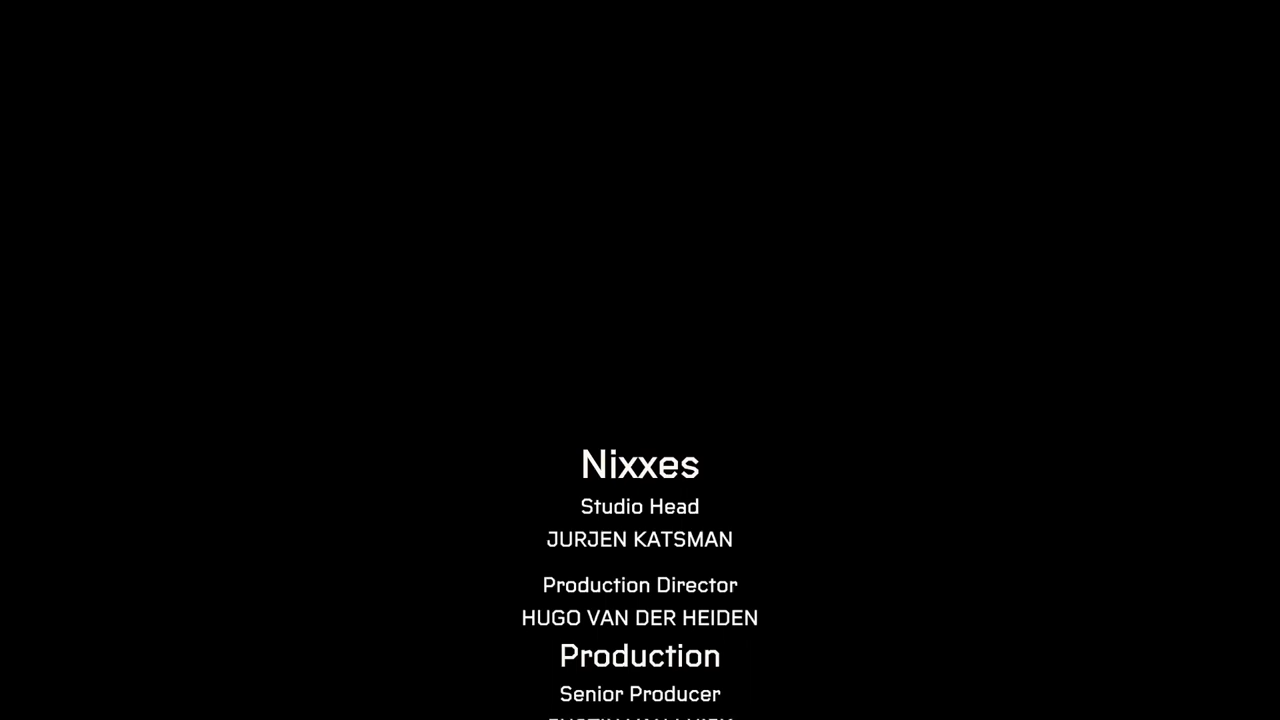 Nixxes
Studio Head
JURJEN KATSMAN
Production Director
HUGO VAN DER HEIDEN
Production
Senior Producer